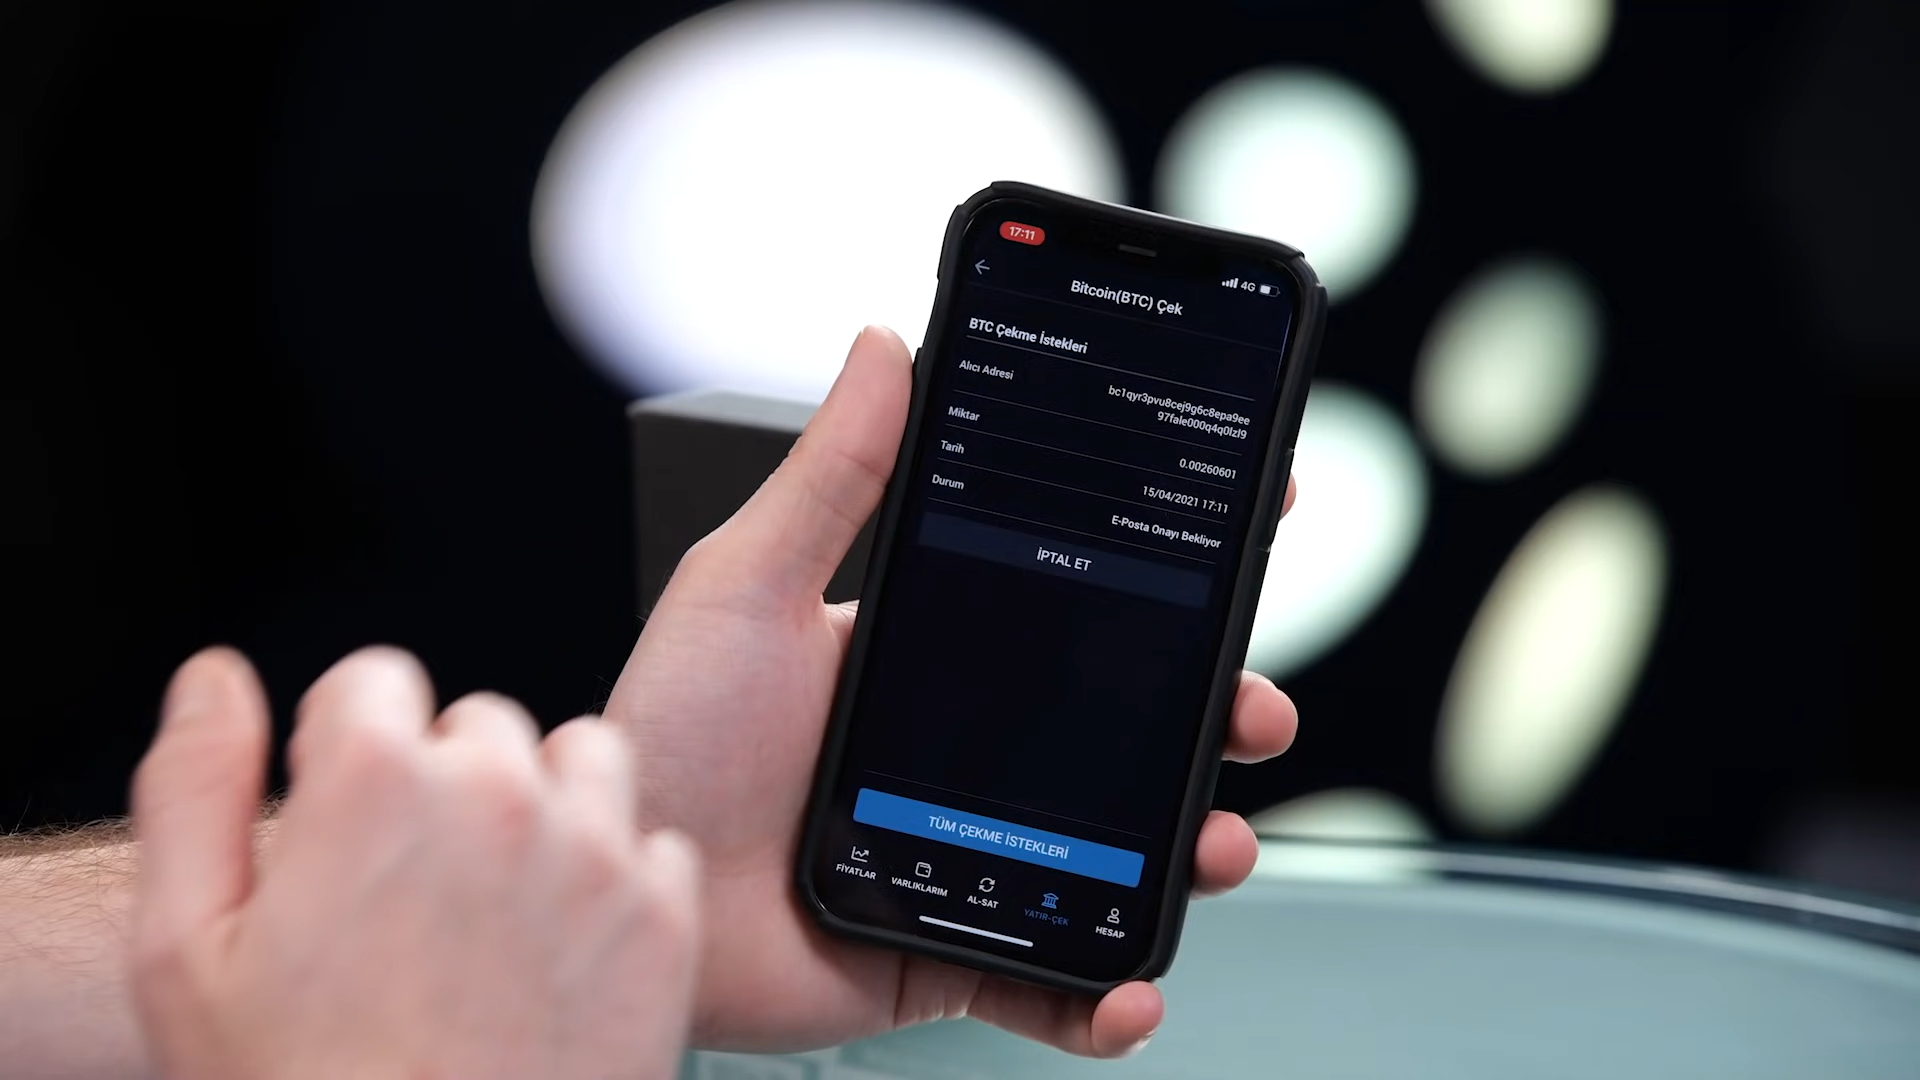 17:11
4G
Bitcoin(BTC) Çek
BTC Çekme İstekleri
Alıcı Adresi
bc1qyr3pvu8cej9g6c8epa9ee
97fale000q4q0lzl9
Miktar
0.00260601
Tarih
15/04/2021 17:11
Durum
E-Posta Onayı Bekliyor
İPTAL ET
TÜM ÇEKME İSTEKLERİ
FİYATLAR
VARLIKLARIM
AL-SAT
YATIR-ÇEK
HESAP